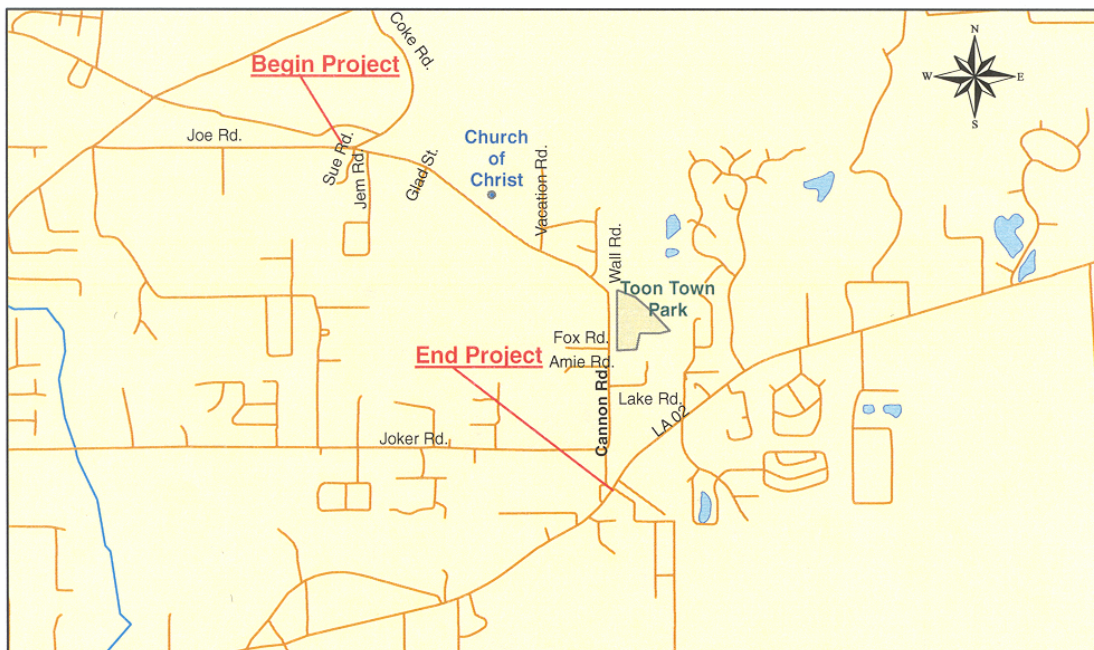 Coke Rd.
Begin Project
N
W
E
S
Joe Rd.
Sue Rd.
Jem Rd.
Glad St.
Church
of
Christ
Vacation Rd.
Wall Rd.
Toon Town
Park
Fox Rd.
End Project
Amie Rd.
Cannon Rd.
Lake Rd.
LA 02
Joker Rd.